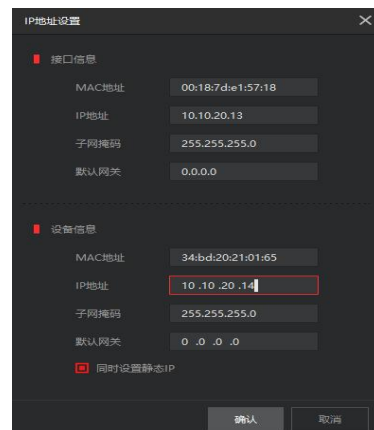 IP地址设置
接口信息
MAC地址 00:18:7d:e1:57:18
IP地址 10.10.20.13
子网掩码 255.255.255.0
默认网关 0.0.0.0
设备信息
MAC地址 34:bd:20:21:01:65
IP地址 10 .10 .20 .14
子网掩码 255.255.255.0
默认网关 0 .0 .0 .0
同时设置静态IP
确认 取消